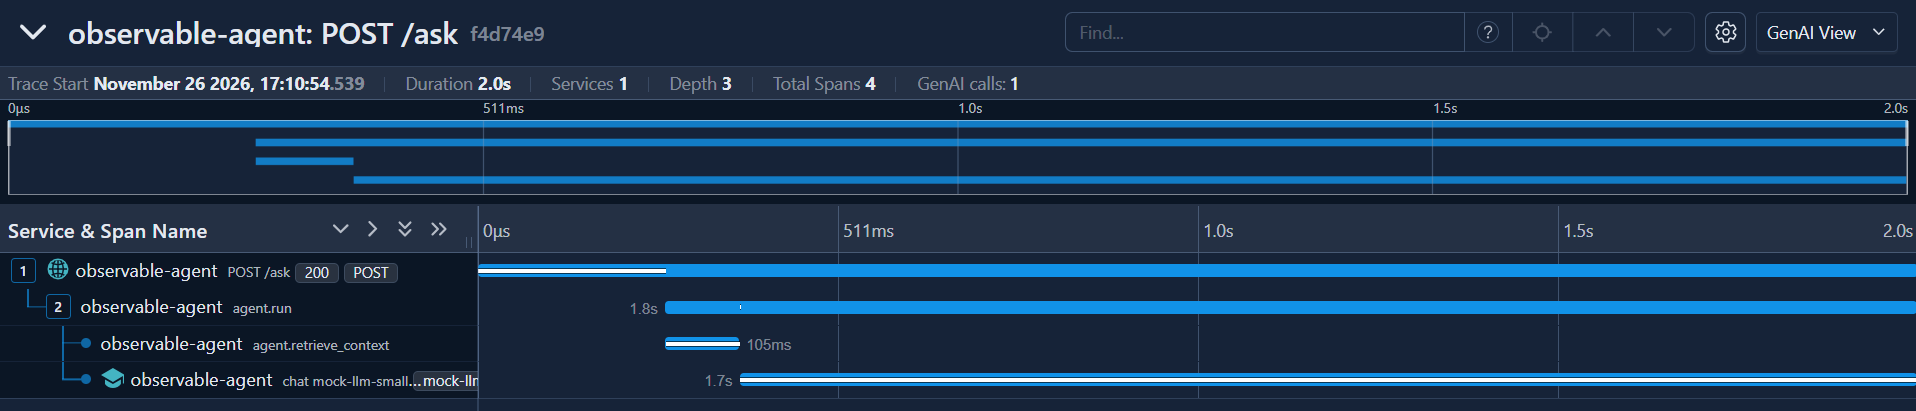 observable-agent: POST /ask f4d74e9
Find...
?
GenAI View
Trace Start November 26 2026, 17:10:54.539
Duration 2.0s
Services 1
Depth 3
Total Spans 4
GenAI calls: 1
0μs 511ms 1.0s 1.5s 2.0s
Service & Span Name
0μs 511ms 1.0s 1.5s 2.0s
1 observable-agent POST /ask 200 POST
2 observable-agent agent.run 1.8s
observable-agent agent.retrieve_context 105ms
observable-agent chat mock-llm-small... mock-llm 1.7s